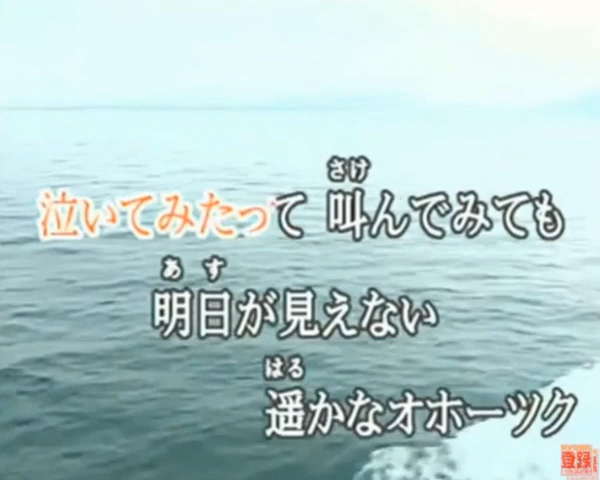 さけ
泣いてみたって 叫んでみても
あす
明日が見えない
はる
遥かなオホーツク
登録